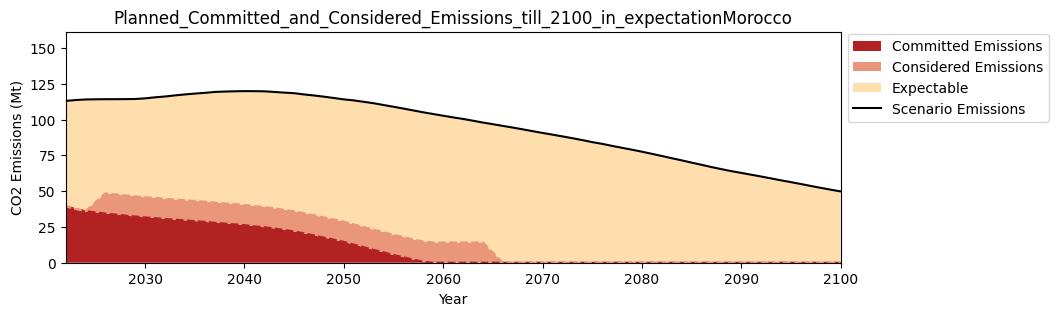 Planned_Committed_and_Considered_Emissions_till_2100_in_expectationMorocco
CO2 Emissions (Mt)
150
125
100
75
50
25
0
2030 2040 2050 2060 2070 2080 2090 2100
Year
Committed Emissions
Considered Emissions
Expectable
Scenario Emissions